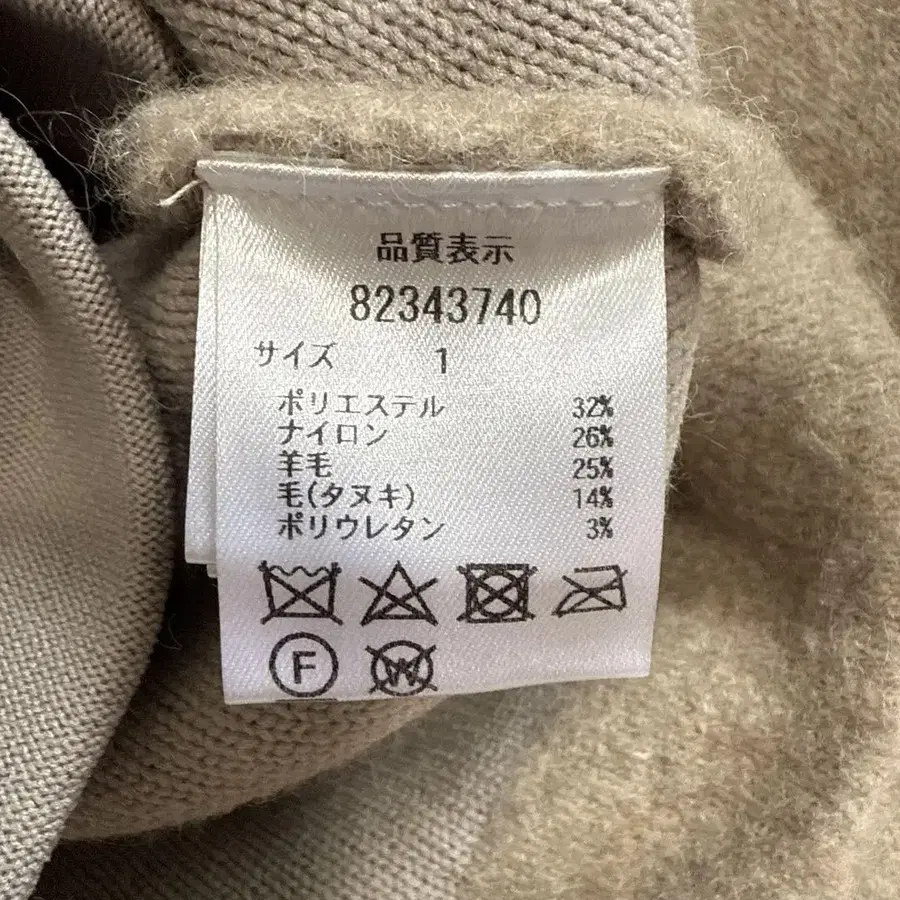 品質表示
82343740
サイズ 1
ポリエステル 32%
ナイロン 26%
羊毛 25%
毛(タヌキ) 14%
ポリウレタン 3%
F W